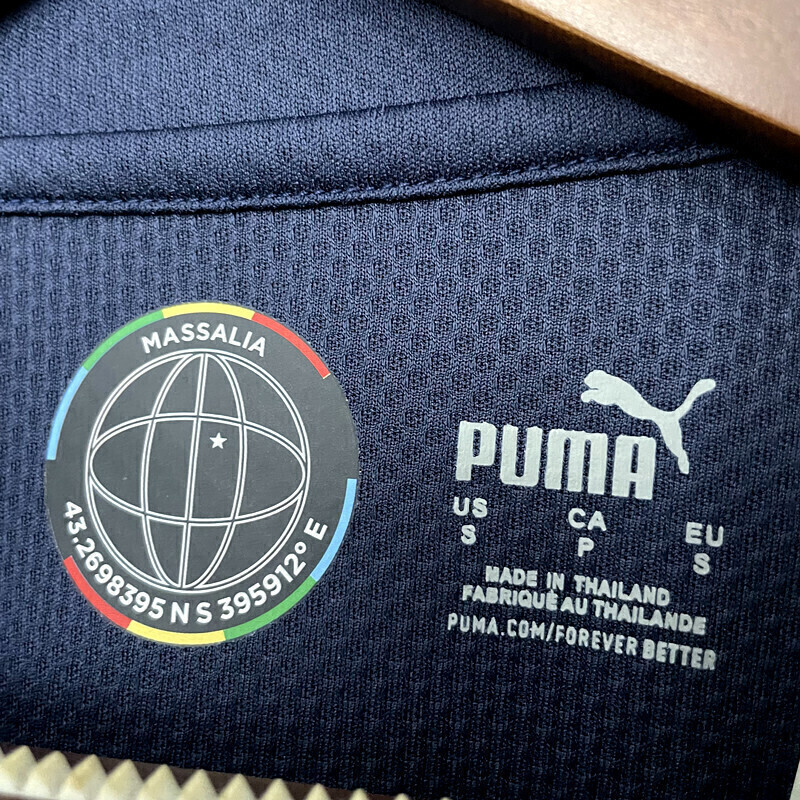 MASSALIA
43.2698395 N S 395912° E
PUMA
US CA EU
S P S
MADE IN THAILAND
FABRIQUÉ AU THAILANDE
PUMA.COM/FOREVER BETTER